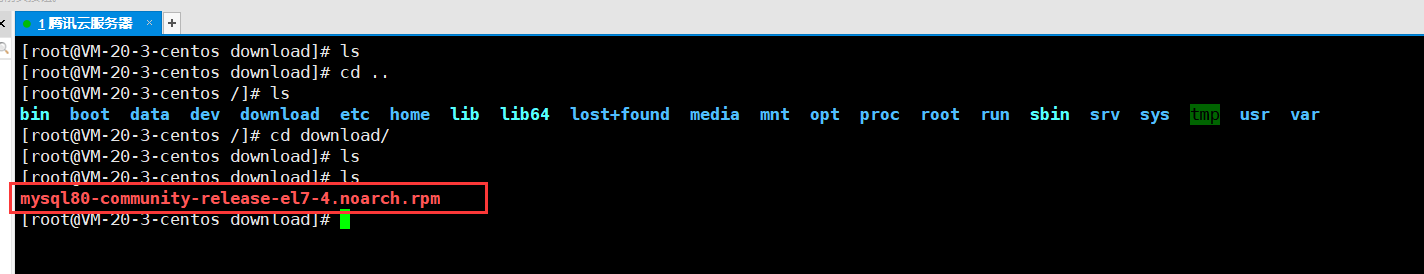 1 腾讯云服务器 × +
[root@VM-20-3-centos download]# ls
[root@VM-20-3-centos download]# cd ..
[root@VM-20-3-centos /]# ls
bin boot data dev download etc home lib lib64 lost+found media mnt opt proc root run sbin srv sys tmp usr var
[root@VM-20-3-centos /]# cd download/
[root@VM-20-3-centos download]# ls
[root@VM-20-3-centos download]# ls
mysql80-community-release-el7-4.noarch.rpm
[root@VM-20-3-centos download]#